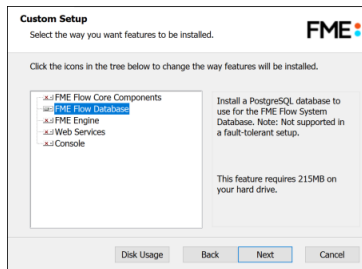 Custom Setup
Select the way you want features to be installed.
FME
Click the icons in the tree below to change the way features will be installed.
FME Flow Core Components
FME Flow Database
FME Engine
Web Services
Console
Install a PostgreSQL database to
use for the FME Flow System
Database. Note: Not supported in
a fault-tolerant setup.
This feature requires 215MB on
your hard drive.
Disk Usage
Back
Next
Cancel